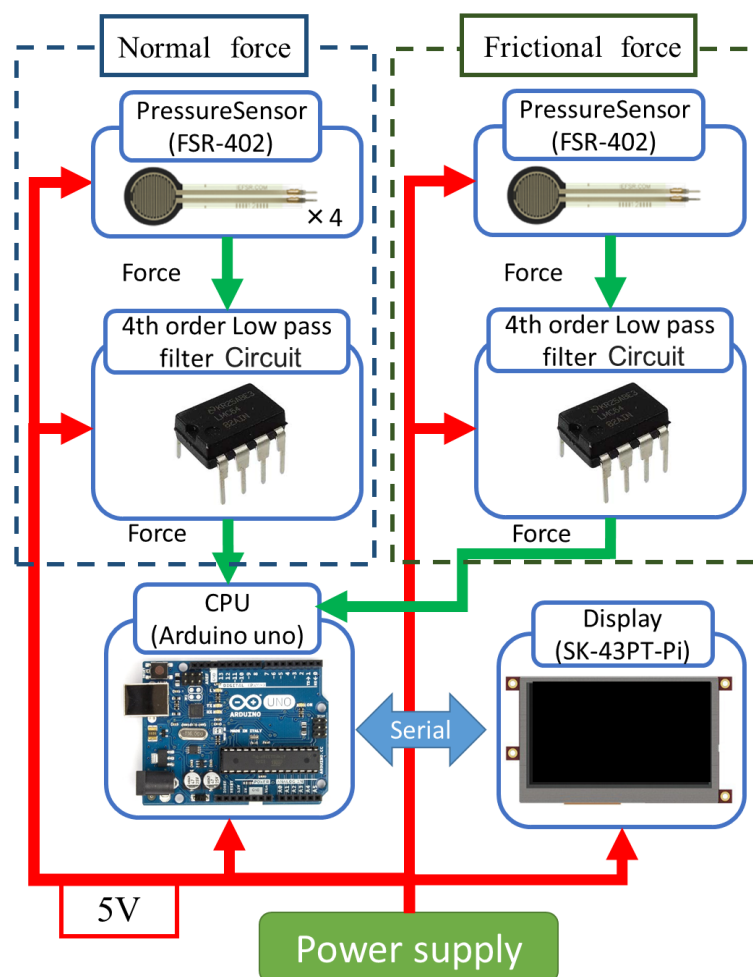 Normal force
Frictional force
PressureSensor
(FSR-402)
× 4
PressureSensor
(FSR-402)
Force
Force
4th order Low pass
filter Circuit
4th order Low pass
filter Circuit
Force
Force
CPU
(Arduino uno)
Display
(SK-43PT-Pi)
UNO
ARDUINO
Serial
5V
Power supply